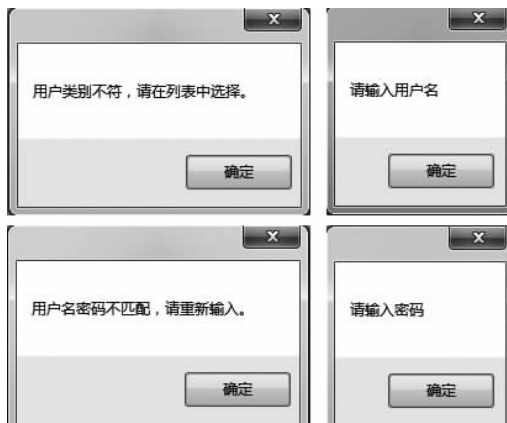 用户类别不符，请在列表中选择。
确定
请输入用户名
确定
用户名密码不匹配，请重新输入。
确定
请输入密码
确定